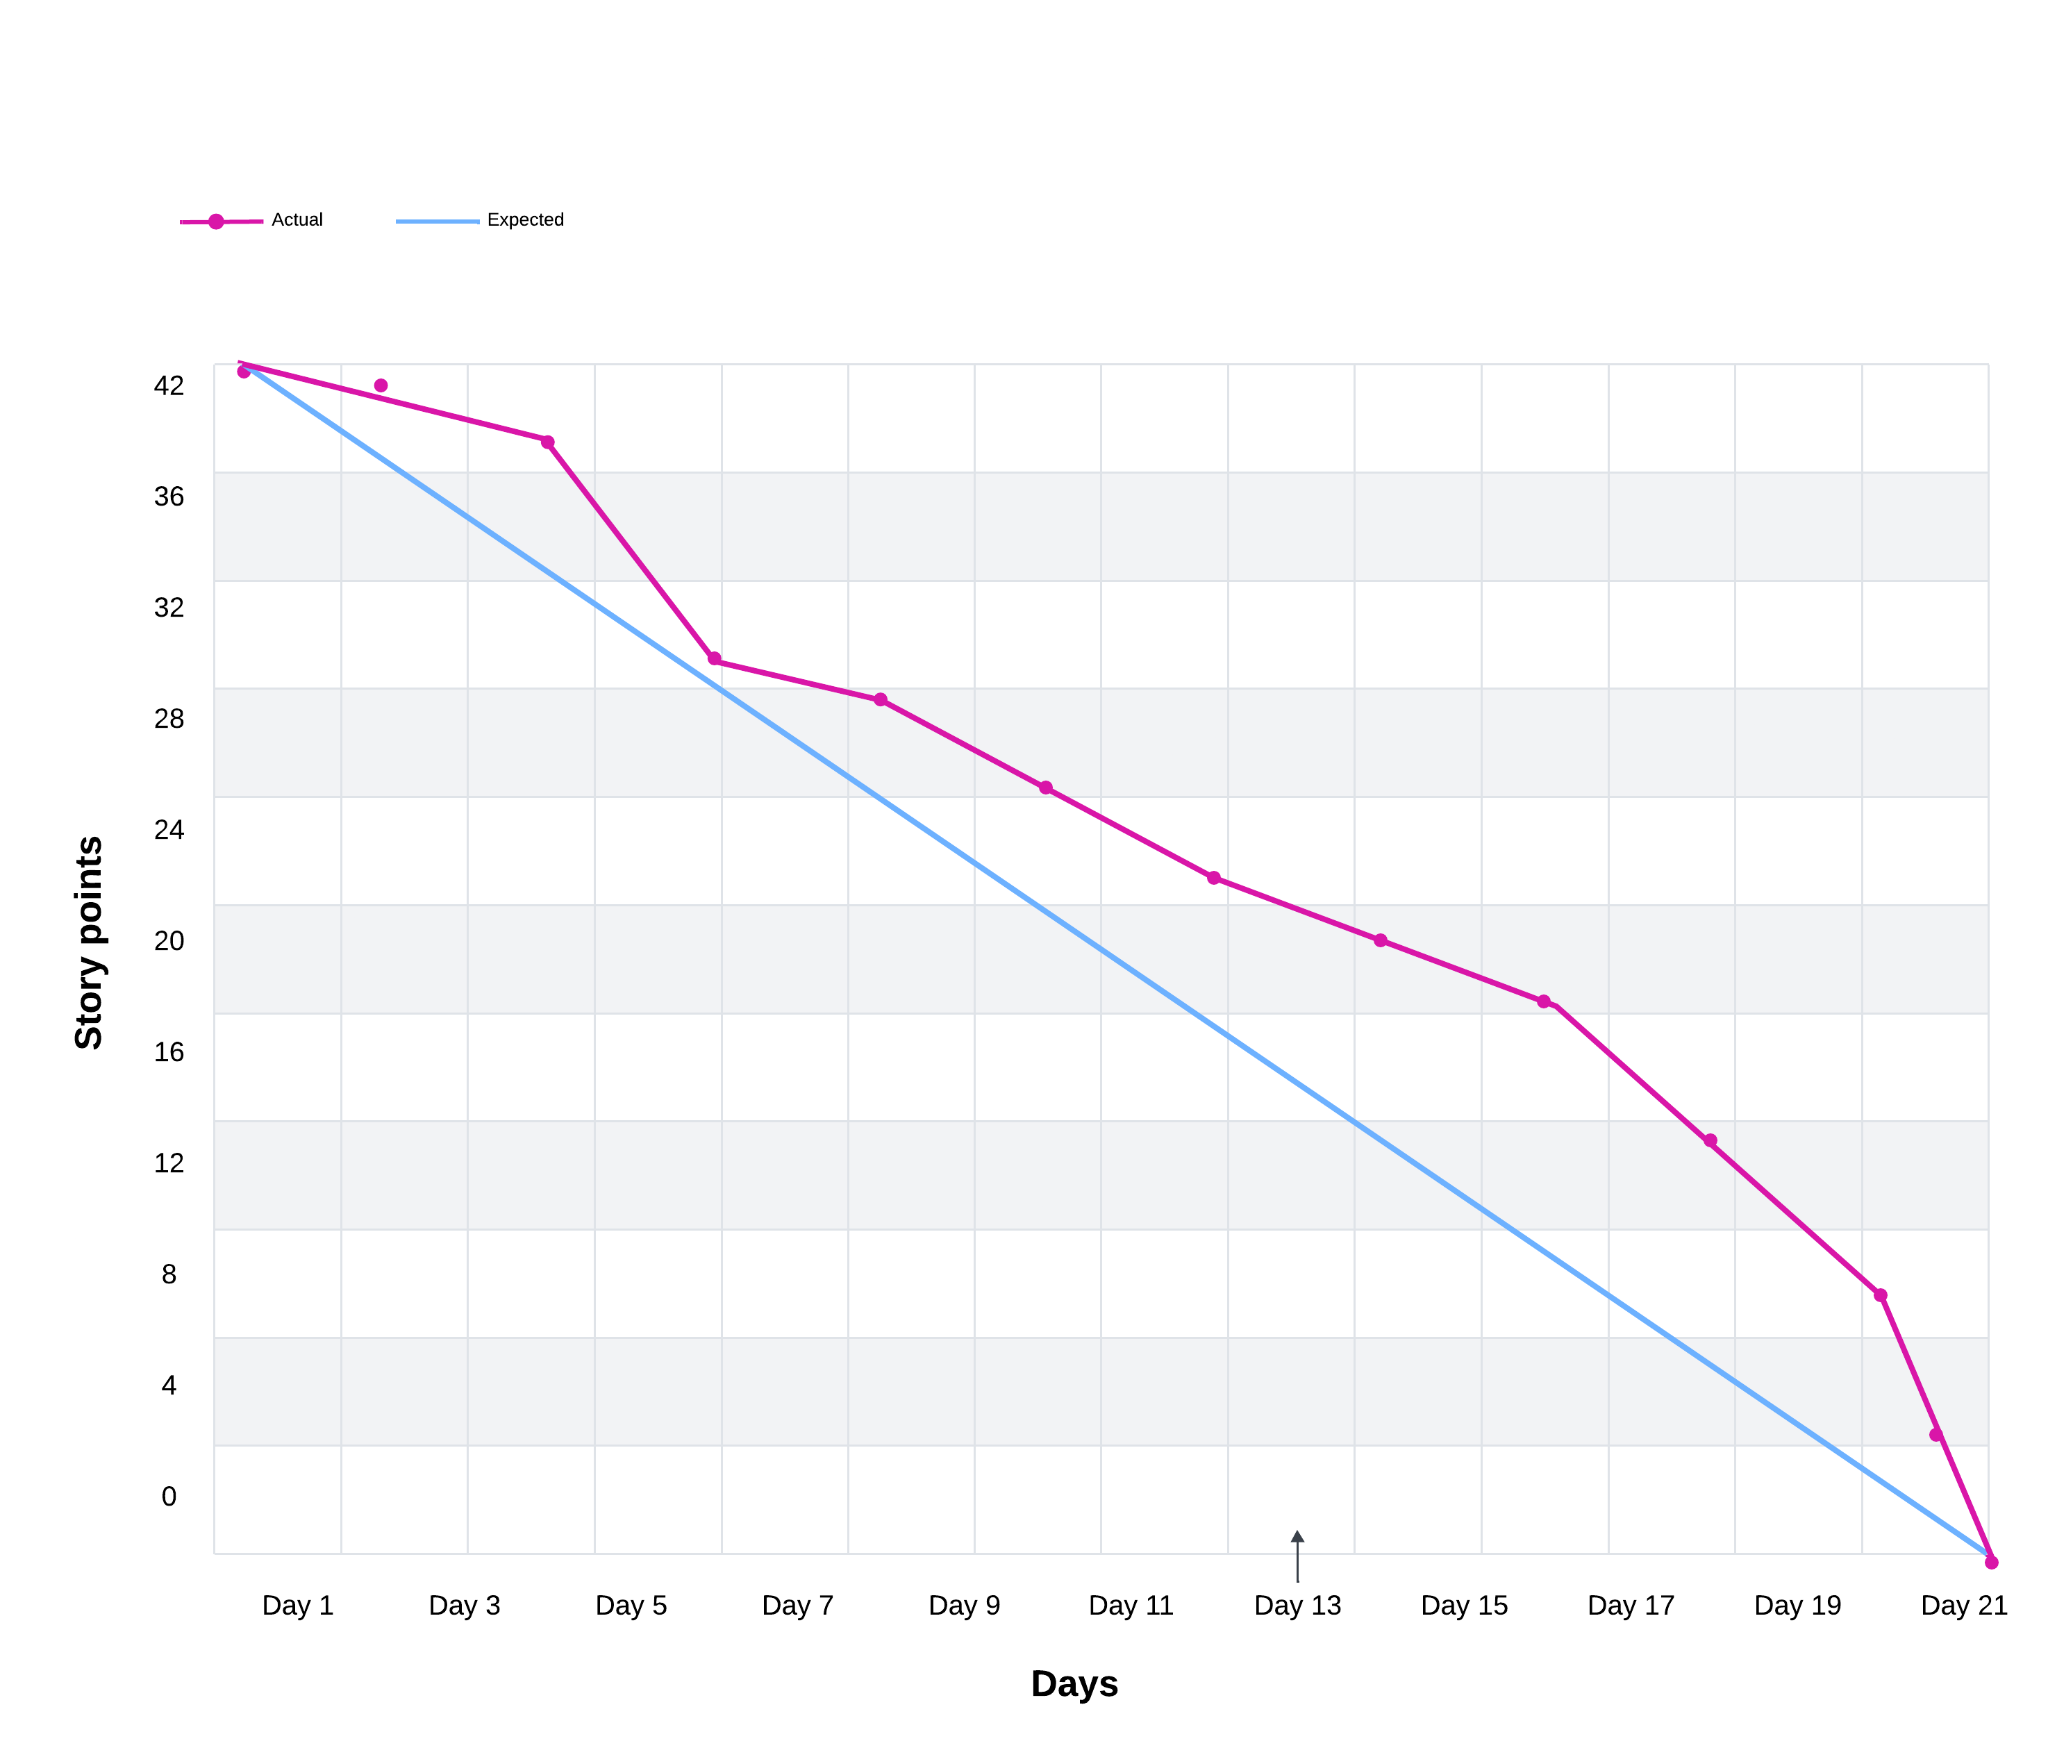 Actual
Expected
42
36
32
28
24
20
16
12
8
4
0
Story points
Day 1
Day 3
Day 5
Day 7
Day 9
Day 11
Day 13
Day 15
Day 17
Day 19
Day 21
Days